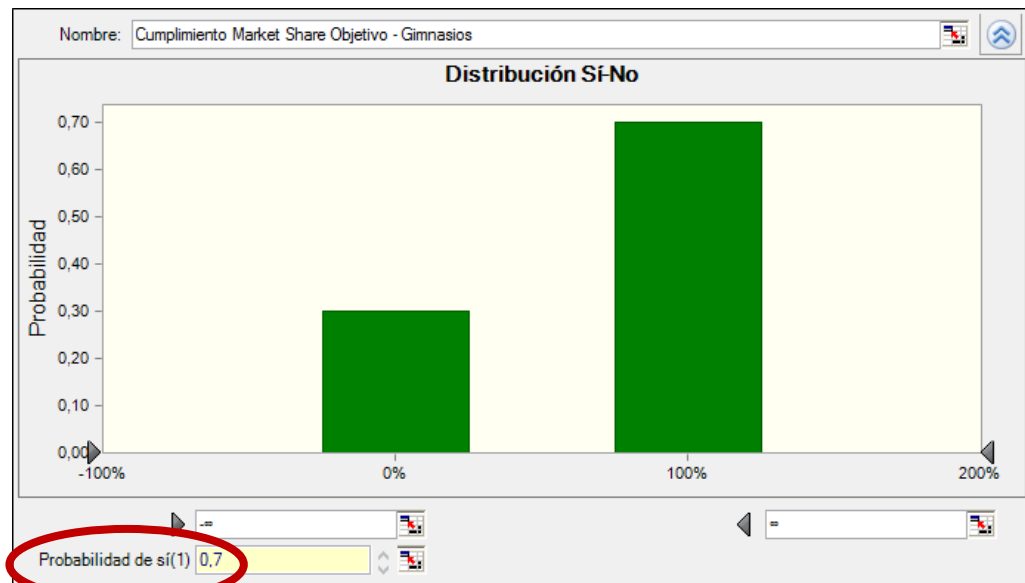 Nombre: Cumplimiento Market Share Objetivo - Gimnasios
Distribución Sí-No
Probabilidad
0,70
0,60
0,50
0,40
0,30
0,20
0,10
0,00
-100% 0% 100% 200%
-∞ ∞
Probabilidad de sí(1) 0,7